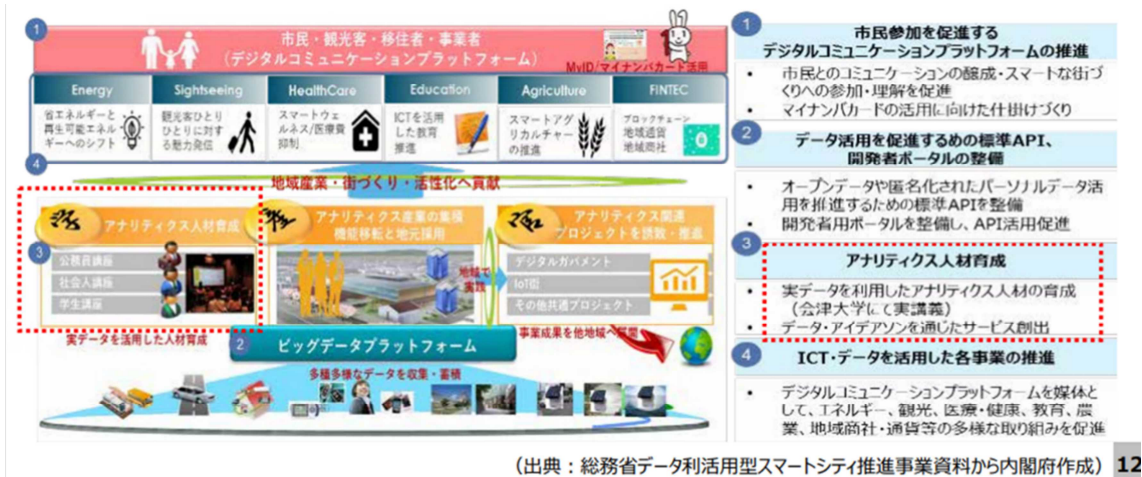 1
市民・観光客・移住者・事業者
(デジタルコミュニケーションプラットフォーム)
MyID/マイナンバカード活用
Energy
省エネルギーと
再生可能エネル
ギーへのシフト
Sightseeing
観光客ひとり
ひとりに対す
る魅力発信
HealthCare
スマートウェ
ルネス/医療費
抑制
Education
ICTを活用
した教育
推進
Agriculture
スマートアグ
リカルチャー
の推進
FINTEC
ブロックチェーン
地域通貨
地域商社
4
地域産業・街づくり・活性化へ貢献
アナリティクス人材育成
3
公務員講座
社会人講座
学生講座
産
アナリティクス産業の集積
機能移転と地元採用
地域で
実践
アナリティクス関連
プロジェクトを誘致・推進
デジタルガバメント
IoT街
その他共通プロジェクト
実データを活用した人材育成
2
ビッグデータプラットフォーム
事業成果を他地域へ展開
多種多様なデータを収集・蓄積
1
市民参加を促進する
デジタルコミュニケーションプラットフォームの推進
• 市民とのコミュニケーションの醸成・スマートな街づ
くりへの参加・理解を促進
• マイナンバカードの活用に向けた仕掛けづくり
2
データ活用を促進するめの標準API、
開発者ポータルの整備
• オープンデータや匿名化されたパーソナルデータ活
用を推進するための標準APIを整備
• 開発者用ポータルを整備し、API活用促進
3
アナリティクス人材育成
• 実データを利用したアナリティクス人材の育成
(会津大学にて実講義)
• データ・アイデアソンを通じたサービス創出
4
ICT・データを活用した各事業の推進
• デジタルコミュニケーションプラットフォームを媒体と
して、エネルギー、観光、医療・健康、教育、農
業、地域商社・通貨等の多様な取り組みを促進
(出典:総務省データ利活用型スマートシティ推進事業資料から内閣府作成)
12